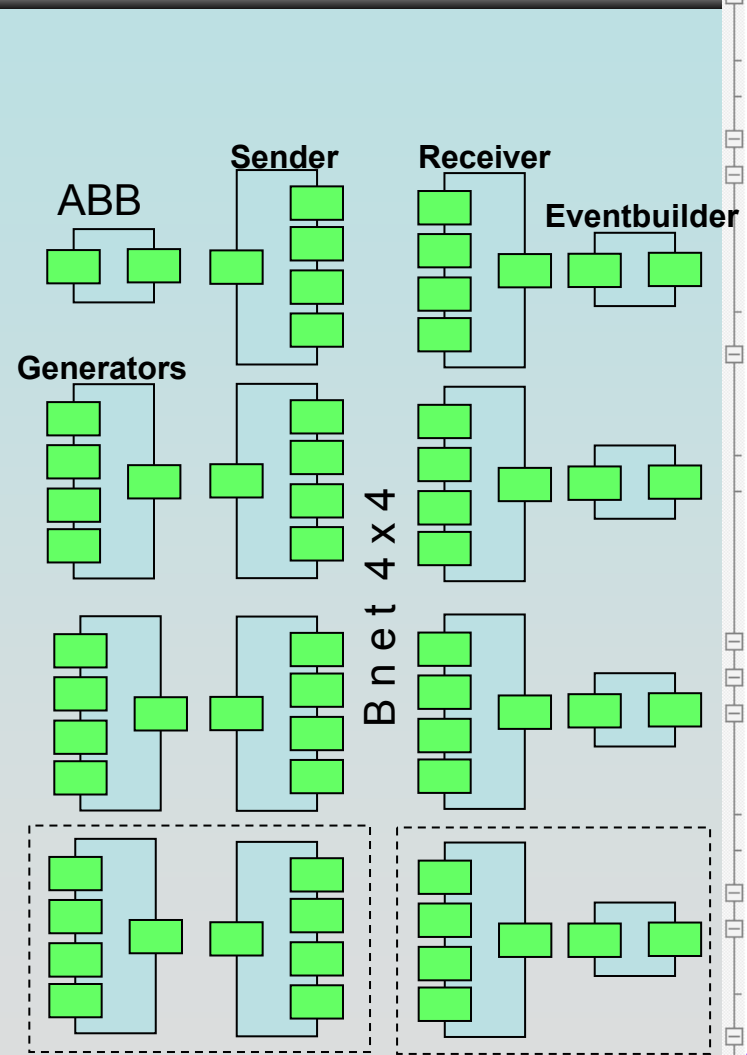 Sender
Receiver
ABB
Eventbuilder
Generators
Bnet 4x4